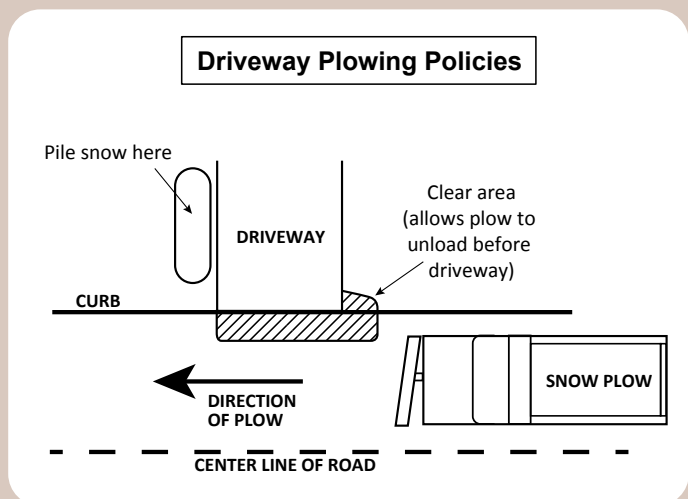 Driveway Plowing Policies
Pile snow here
Clear area
(allows plow to
unload before
driveway)
DRIVEWAY
CURB
SNOW PLOW
DIRECTION
OF PLOW
CENTER LINE OF ROAD